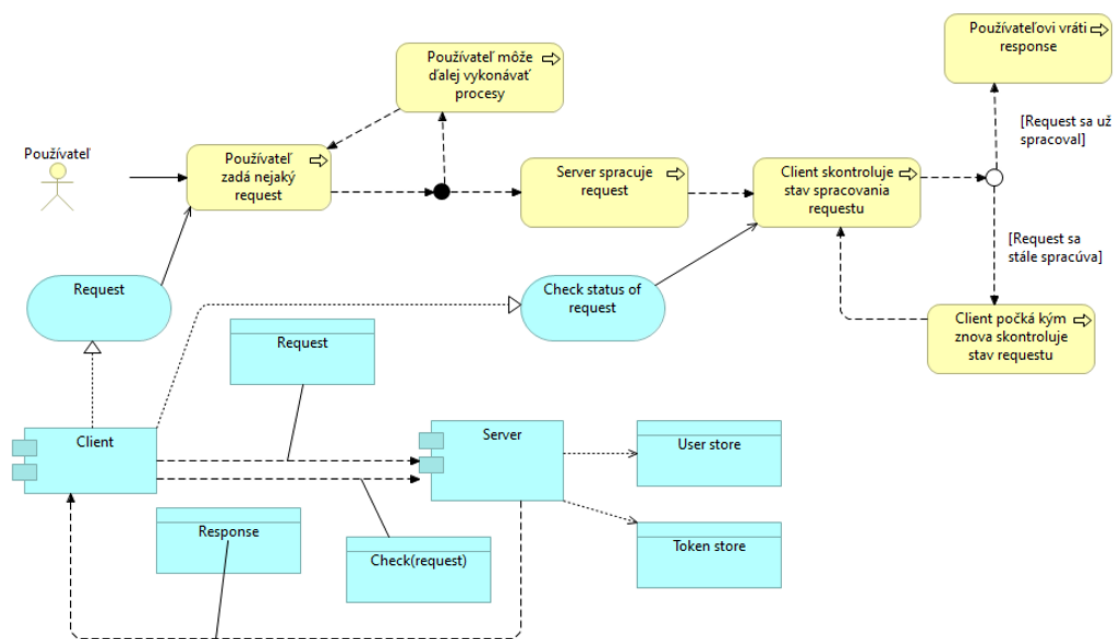 Používateľovi vráti
response
Používateľ môže
ďalej vykonávať
procesy
[Request sa už
spracoval]
Používateľ
Používateľ
zadá nejaký
request
Server spracuje
request
Client skontroluje
stav spracovania
requestu
[Request sa
stále spracúva]
Request
Check status of
request
Client počká kým
znova skontroluje
stav requestu
Request
Client
Server
User store
Response
Check(request)
Token store